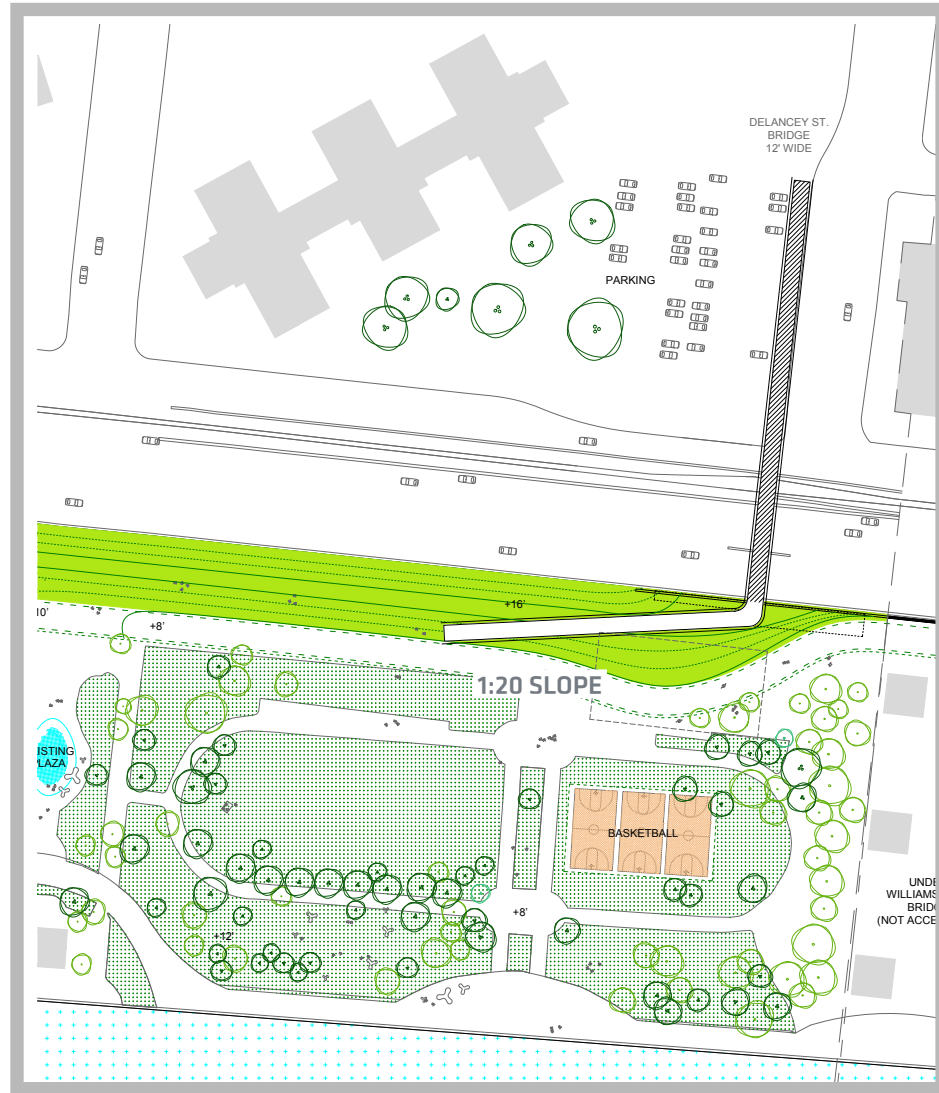 DELANCEY ST.
BRIDGE
12' WIDE
PARKING
+16'
10'
+8'
1:20 SLOPE
ISTING
PLAZA
BASKETBALL
UNDE
WILLIAMS
BRID
(NOT ACCE
+8'
+12'